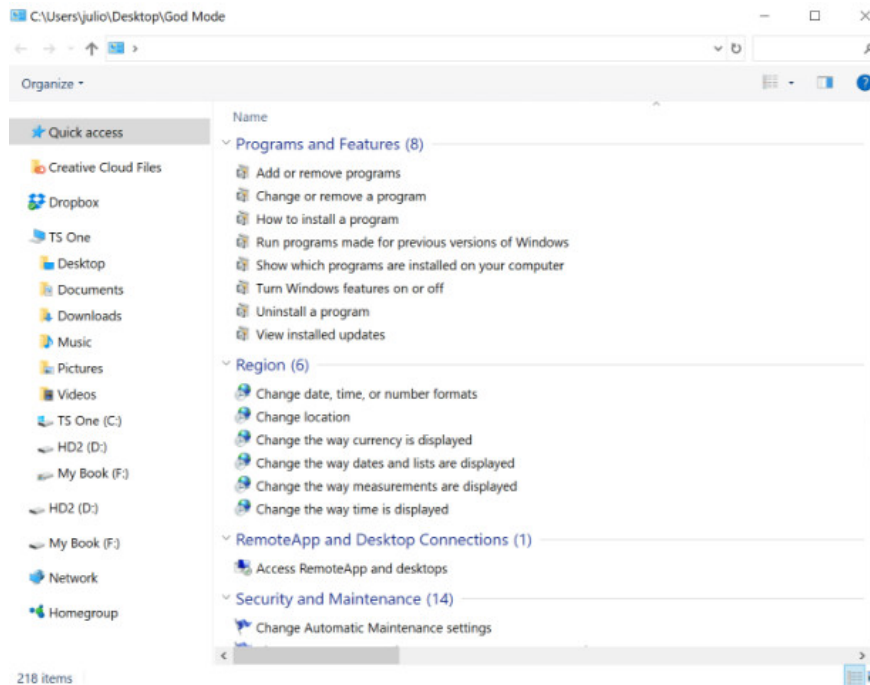 C:\Users\julio\Desktop\God Mode
Organize
Name
Quick access
Creative Cloud Files
Dropbox
TS One
Desktop
Documents
Downloads
Music
Pictures
Videos
TS One (C:)
HD2 (D:)
My Book (F:)
HD2 (D:)
My Book (F:)
Network
Homegroup
Programs and Features (8)
Add or remove programs
Change or remove a program
How to install a program
Run programs made for previous versions of Windows
Show which programs are installed on your computer
Turn Windows features on or off
Uninstall a program
View installed updates
Region (6)
Change date, time, or number formats
Change location
Change the way currency is displayed
Change the way dates and lists are displayed
Change the way measurements are displayed
Change the way time is displayed
RemoteApp and Desktop Connections (1)
Access RemoteApp and desktops
Security and Maintenance (14)
Change Automatic Maintenance settings
218 items